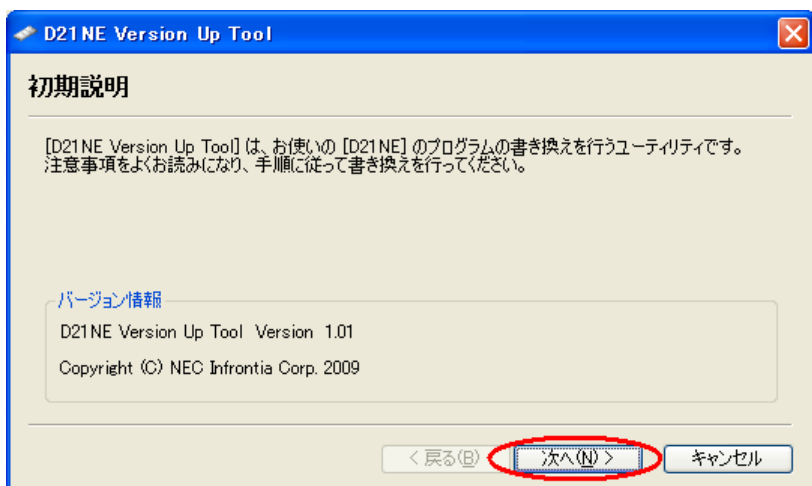 D21NE Version Up Tool
初期説明
[D21NE Version Up Tool] は、お使いの [D21NE] のプログラムの書き換えを行うユーティリティです。
注意事項をよくお読みになり、手順に従って書き換えを行ってください。
バージョン情報
D21NE Version Up Tool Version 1.01
Copyright (C) NEC Infrontia Corp. 2009
< 戻る(B) 次へ(N) > キャンセル